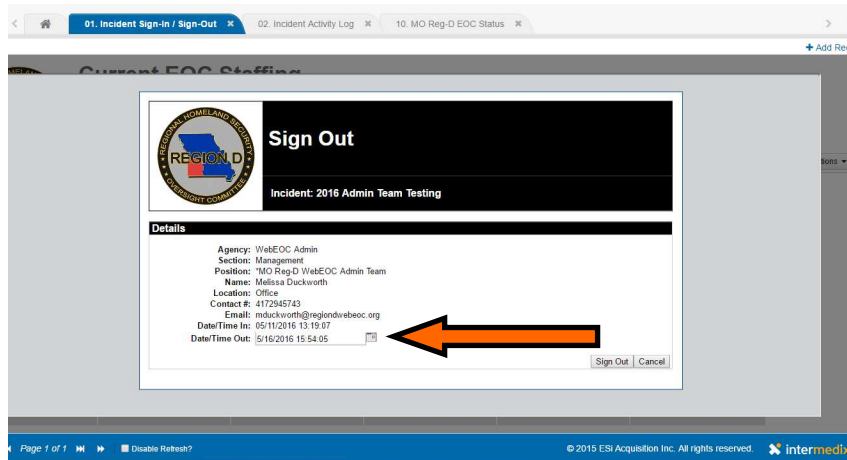 01. Incident Sign-In / Sign-Out ×
02. Incident Activity Log ×
10. MO Reg-D EOC Status ×
+ Add Rec
Current EOC Staffing
REGIONAL HOMELAND SECURITY
REGION D
OVERSIGHT COMMITTEE
Sign Out
Incident: 2016 Admin Team Testing
tions
Details
Agency: WebEOC Admin
Section: Management
Position: *MO Reg-D WebEOC Admin Team
Name: Melissa Duckworth
Location: Office
Contact #: 4172945743
Email: mduckworth@regiondwebeoc.org
Date/Time In: 05/11/2016 13:19:07
Date/Time Out: 5/16/2016 15:54:05
Sign Out Cancel
Page 1 of 1 Disable Refresh? © 2015 ESi Acquisition Inc. All rights reserved. intermedix